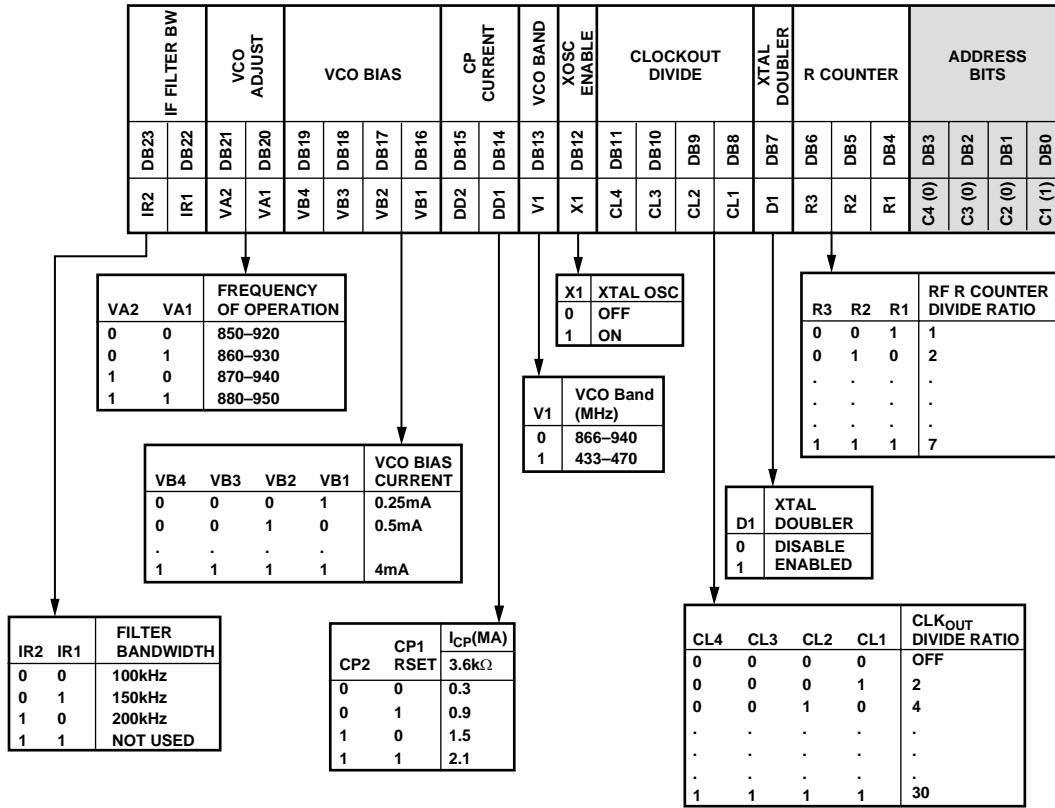 IF FILTER BW
VCO ADJUST
VCO BIAS
CP CURRENT
VCO BAND
XOSC ENABLE
CLOCKOUT DIVIDE
XTAL DOUBLER
R COUNTER
ADDRESS BITS
DB23 DB22 DB21 DB20 DB19 DB18 DB17 DB16 DB15 DB14 DB13 DB12 DB11 DB10 DB9 DB8 DB7 DB6 DB5 DB4 DB3 DB2 DB1 DB0
IR2 IR1 VA2 VA1 VB4 VB3 VB2 VB1 DD2 DD1 V1 X1 CL4 CL3 CL2 CL1 D1 R3 R2 R1 C4 (0) C3 (0) C2 (0) C1 (1)
VA2 VA1 FREQUENCY OF OPERATION
0 0 850–920
0 1 860–930
1 0 870–940
1 1 880–950
X1 XTAL OSC
0 OFF
1 ON
R3 R2 R1 RF R COUNTER DIVIDE RATIO
0 0 1 1
0 1 0 2
. . . .
. . . .
. . . .
1 1 1 7
V1 VCO Band (MHz)
0 866–940
1 433–470
VB4 VB3 VB2 VB1 VCO BIAS CURRENT
0 0 0 1 0.25mA
0 0 1 0 0.5mA
. . . .
1 1 1 1 4mA
D1 XTAL DOUBLER
0 DISABLE
1 ENABLED
IR2 IR1 FILTER BANDWIDTH
0 0 100kHz
0 1 150kHz
1 0 200kHz
1 1 NOT USED
CP2 CP1 RSET ICP(MA)
3.6kΩ
0 0 0.3
0 1 0.9
1 0 1.5
1 1 2.1
CL4 CL3 CL2 CL1 CLKOUT DIVIDE RATIO
0 0 0 0 OFF
0 0 0 1 2
0 0 1 0 4
. . . . .
. . . . .
. . . . .
1 1 1 1 30